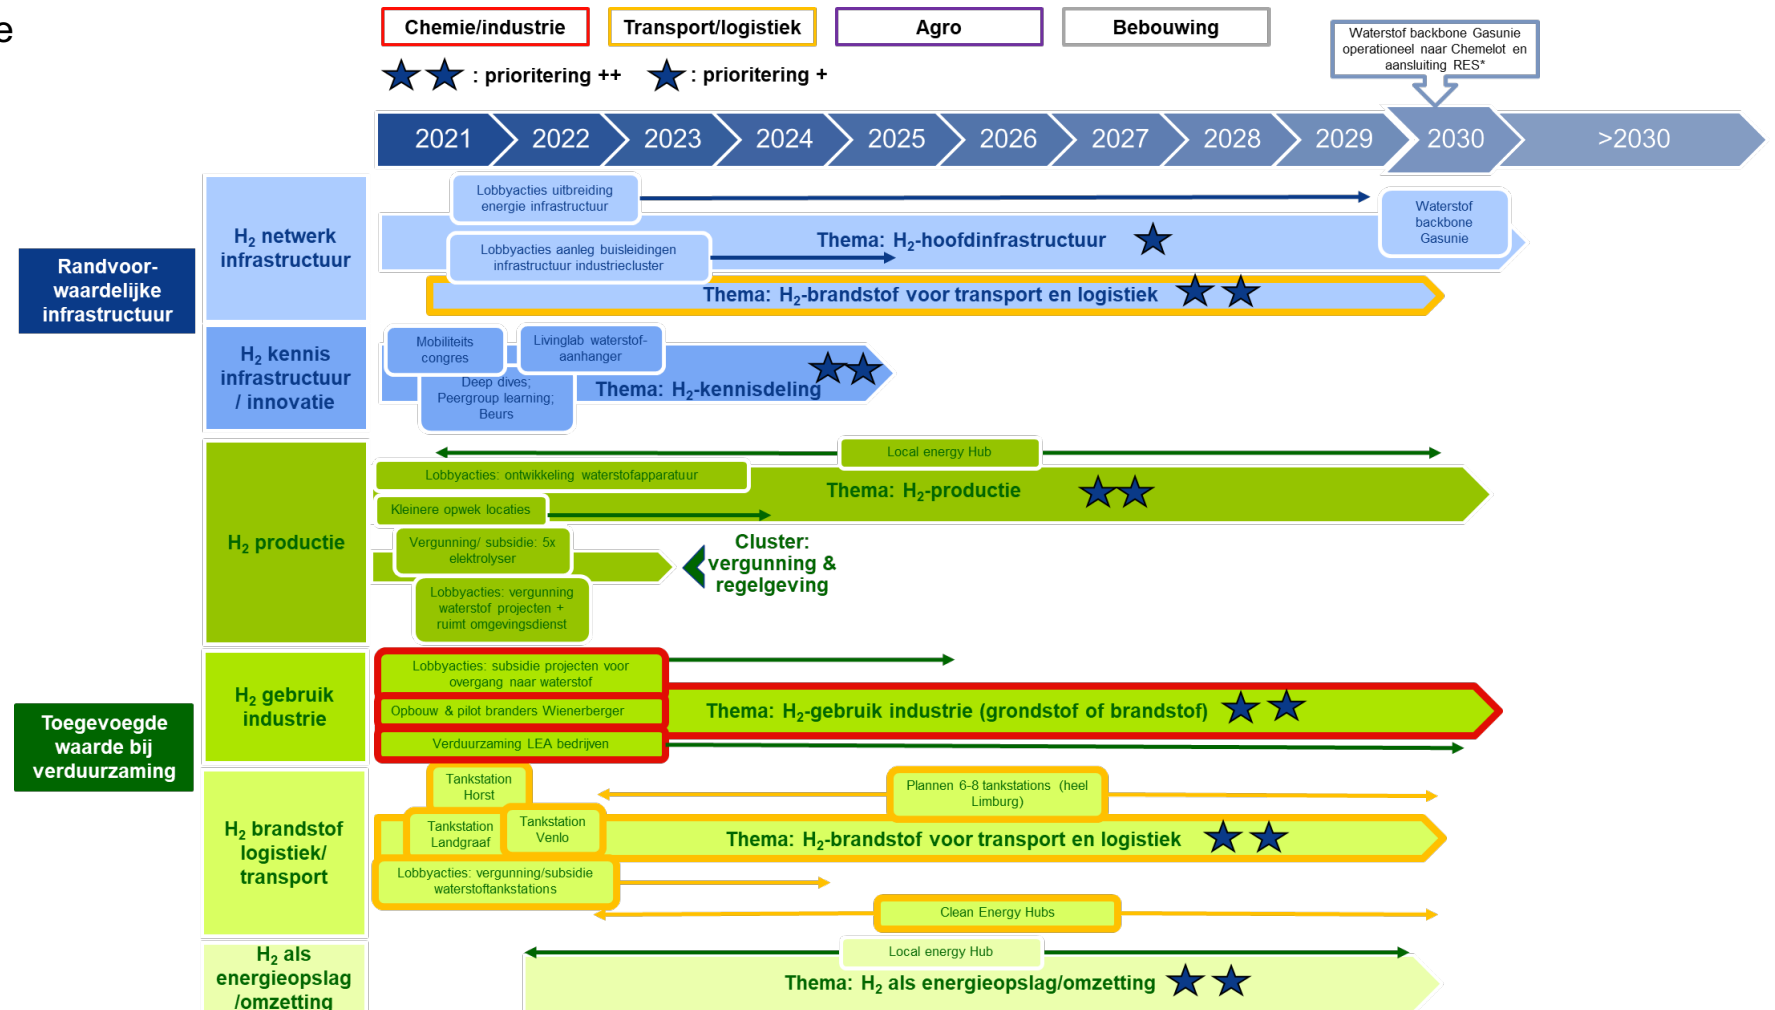 e
Chemie/industrie
Transport/logistiek
Agro
Bebouwing
: prioritering ++
: prioritering +
Waterstof backbone Gasunie
operationeel naar Chemelot en
aansluiting RES*
2021
2022
2023
2024
2025
2026
2027
2028
2029
2030
>2030
Randvoor-
waardelijke
infrastructuur
H2 netwerk
infrastructuur
Lobbyacties uitbreiding
energie infrastructuur
Lobbyacties aanleg buisleidingen
infrastructuur industriecluster
Thema: H2-hoofdinfrastructuur
Waterstof
backbone
Gasunie
Thema: H2-brandstof voor transport en logistiek
H2 kennis
infrastructuur
/ innovatie
Mobiliteits
congres
Livinglab waterstof-
aanhanger
Deep dives;
Peergroup learning;
Beurs
Thema: H2-kennisdeling
H2 productie
Local energy Hub
Lobbyacties: ontwikkeling waterstofapparatuur
Thema: H2-productie
Kleinere opwek locaties
Vergunning/ subsidie: 5x
elektrolyser
Cluster:
vergunning &
regelgeving
Lobbyacties: vergunning
waterstof projecten +
ruimt omgevingsdienst
Toegevoegde
waarde bij
verduurzaming
H2 gebruik
industrie
Lobbyacties: subsidie projecten voor
overgang naar waterstof
Opbouw & pilot branders Wienerberger
Thema: H2-gebruik industrie (grondstof of brandstof)
Verduurzaming LEA bedrijven
H2 brandstof
logistiek/
transport
Tankstation
Horst
Plannen 6-8 tankstations (heel
Limburg)
Tankstation
Landgraaf
Tankstation
Venlo
Thema: H2-brandstof voor transport en logistiek
Lobbyacties: vergunning/subsidie
waterstoftankstations
Clean Energy Hubs
H2 als
energieopslag
/omzetting
Local energy Hub
Thema: H2 als energieopslag/omzetting